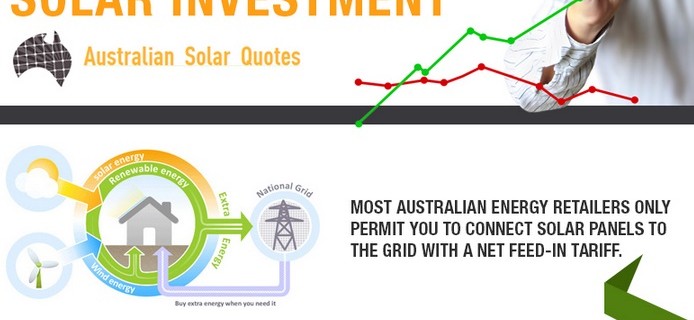 SOLAR INVESTMENT
Australian Solar Quotes
solar energy
Renewable energy
Extra Energy
National Grid
Wind energy
Buy extra energy when you need it
MOST AUSTRALIAN ENERGY RETAILERS ONLY
PERMIT YOU TO CONNECT SOLAR PANELS TO
THE GRID WITH A NET FEED-IN TARIFF.